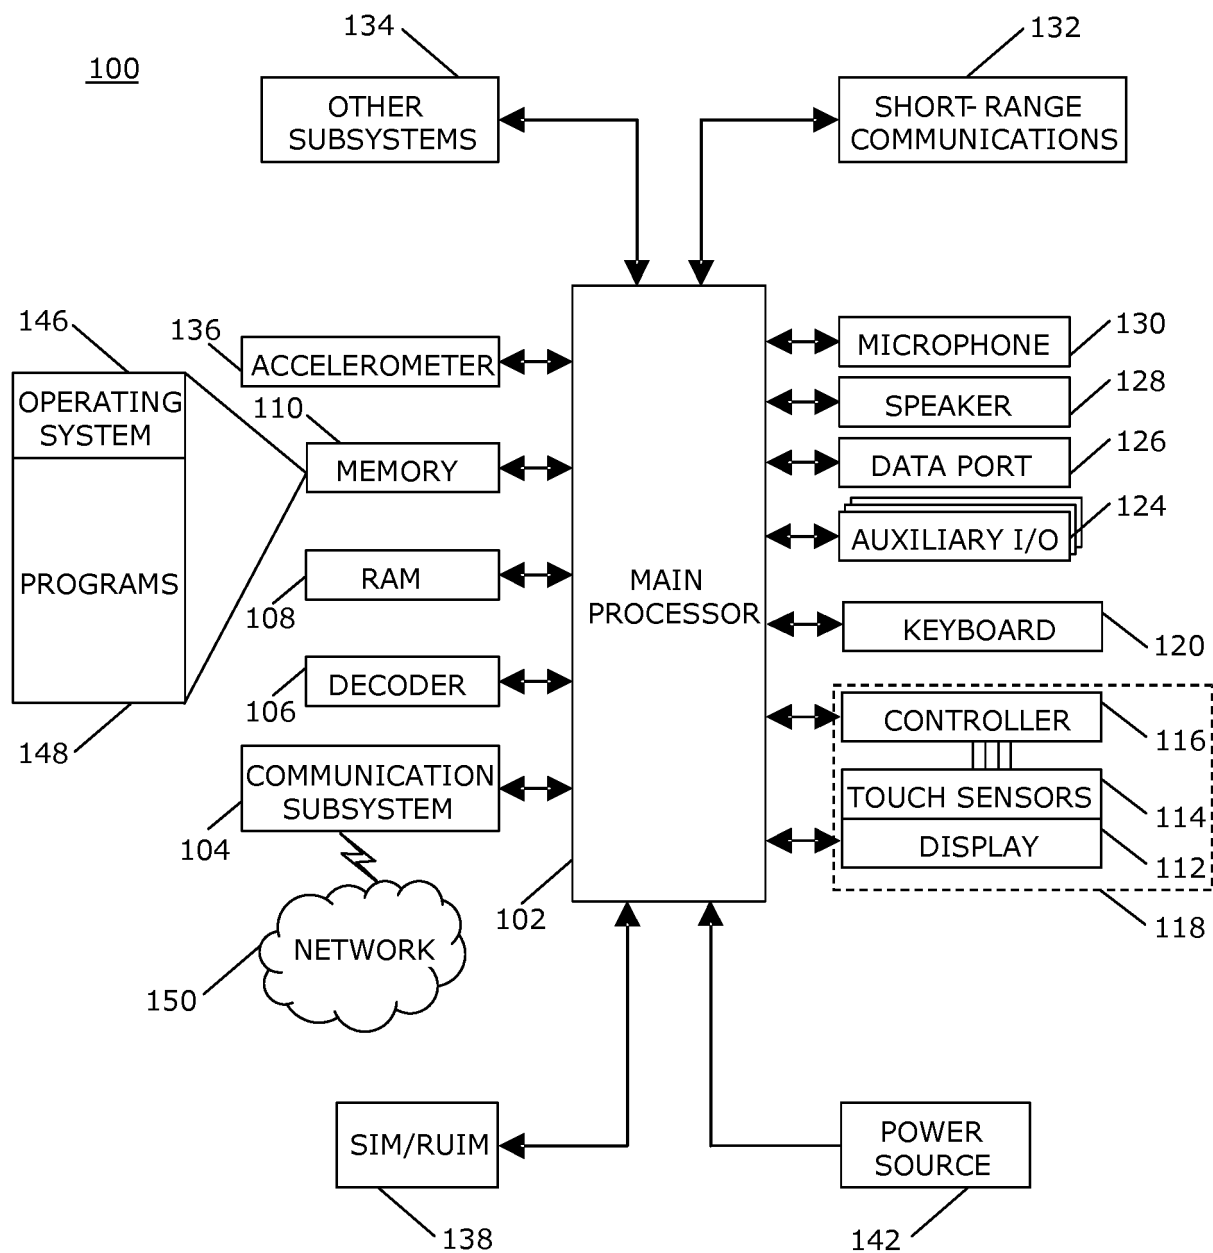 134
132
100
OTHER
SUBSYSTEMS
SHORT-RANGE
COMMUNICATIONS
146
136
ACCELEROMETER
110
OPERATING
SYSTEM
MEMORY
PROGRAMS
RAM
108
DECODER
106
148
COMMUNICATION
SUBSYSTEM
104
NETWORK
150
102
MAIN
PROCESSOR
MICROPHONE
130
SPEAKER
128
DATA PORT
126
AUXILIARY I/O
124
KEYBOARD
120
CONTROLLER
116
TOUCH SENSORS
114
DISPLAY
112
118
SIM/RUIM
138
POWER
SOURCE
142